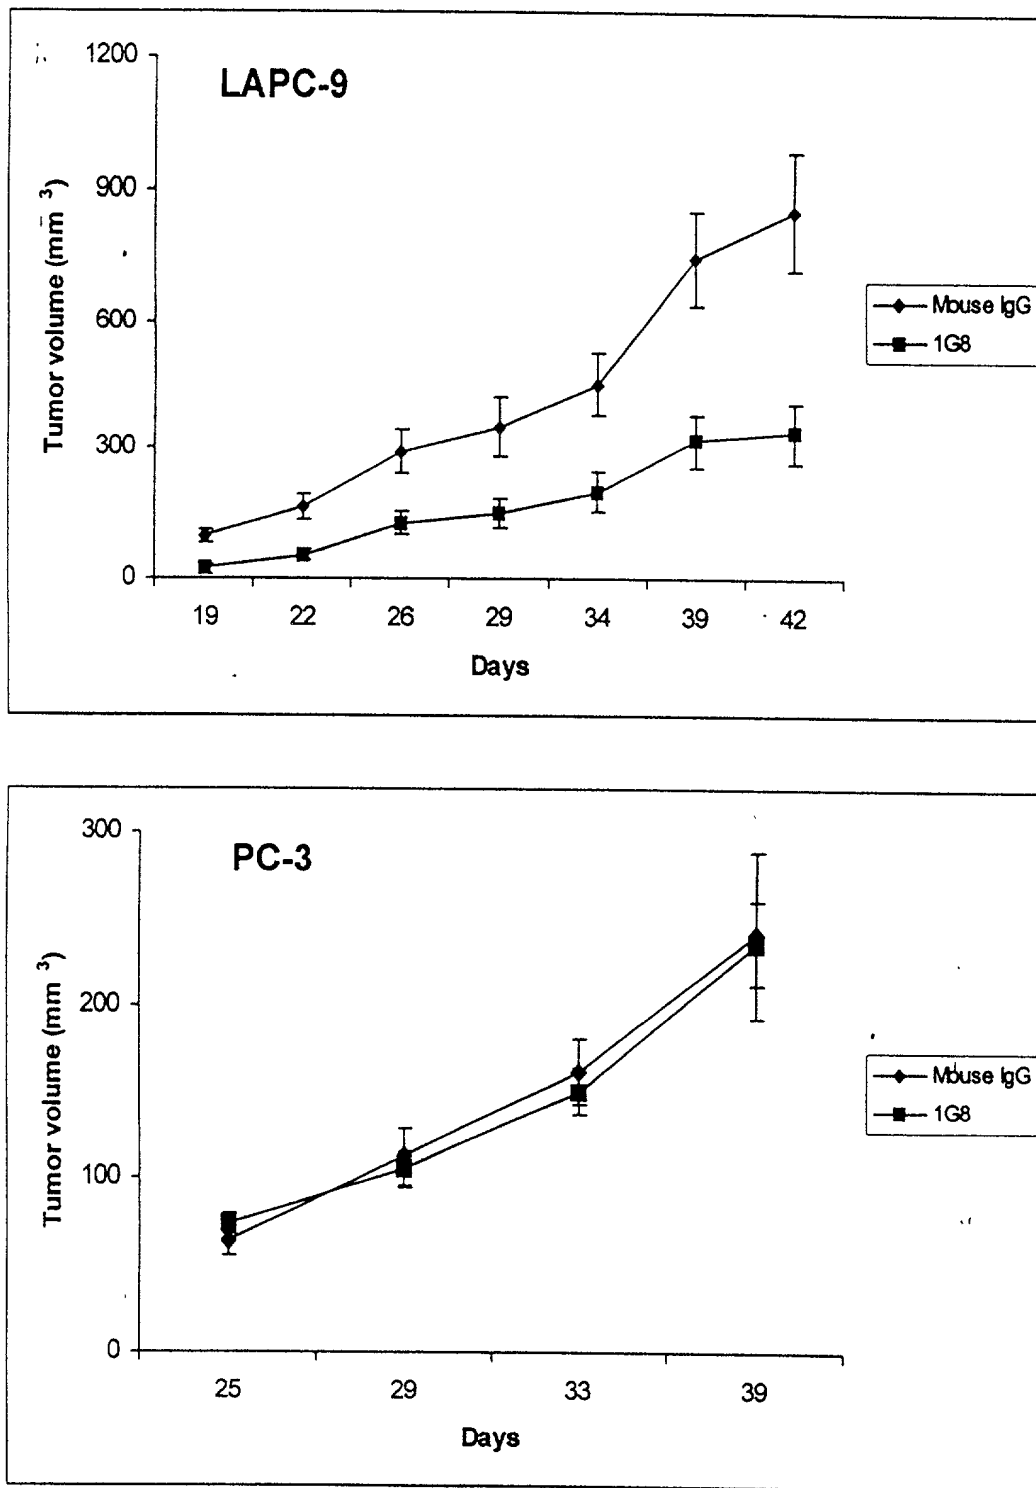 LAPC-9
Tumor volume (mm 3)
1200
900
600
300
0
19 22 26 29 34 39 42
Days
Mouse IgG
1G8
PC-3
Tumor volume (mm 3)
300
200
100
0
25 29 33 39
Days
Mouse IgG
1G8